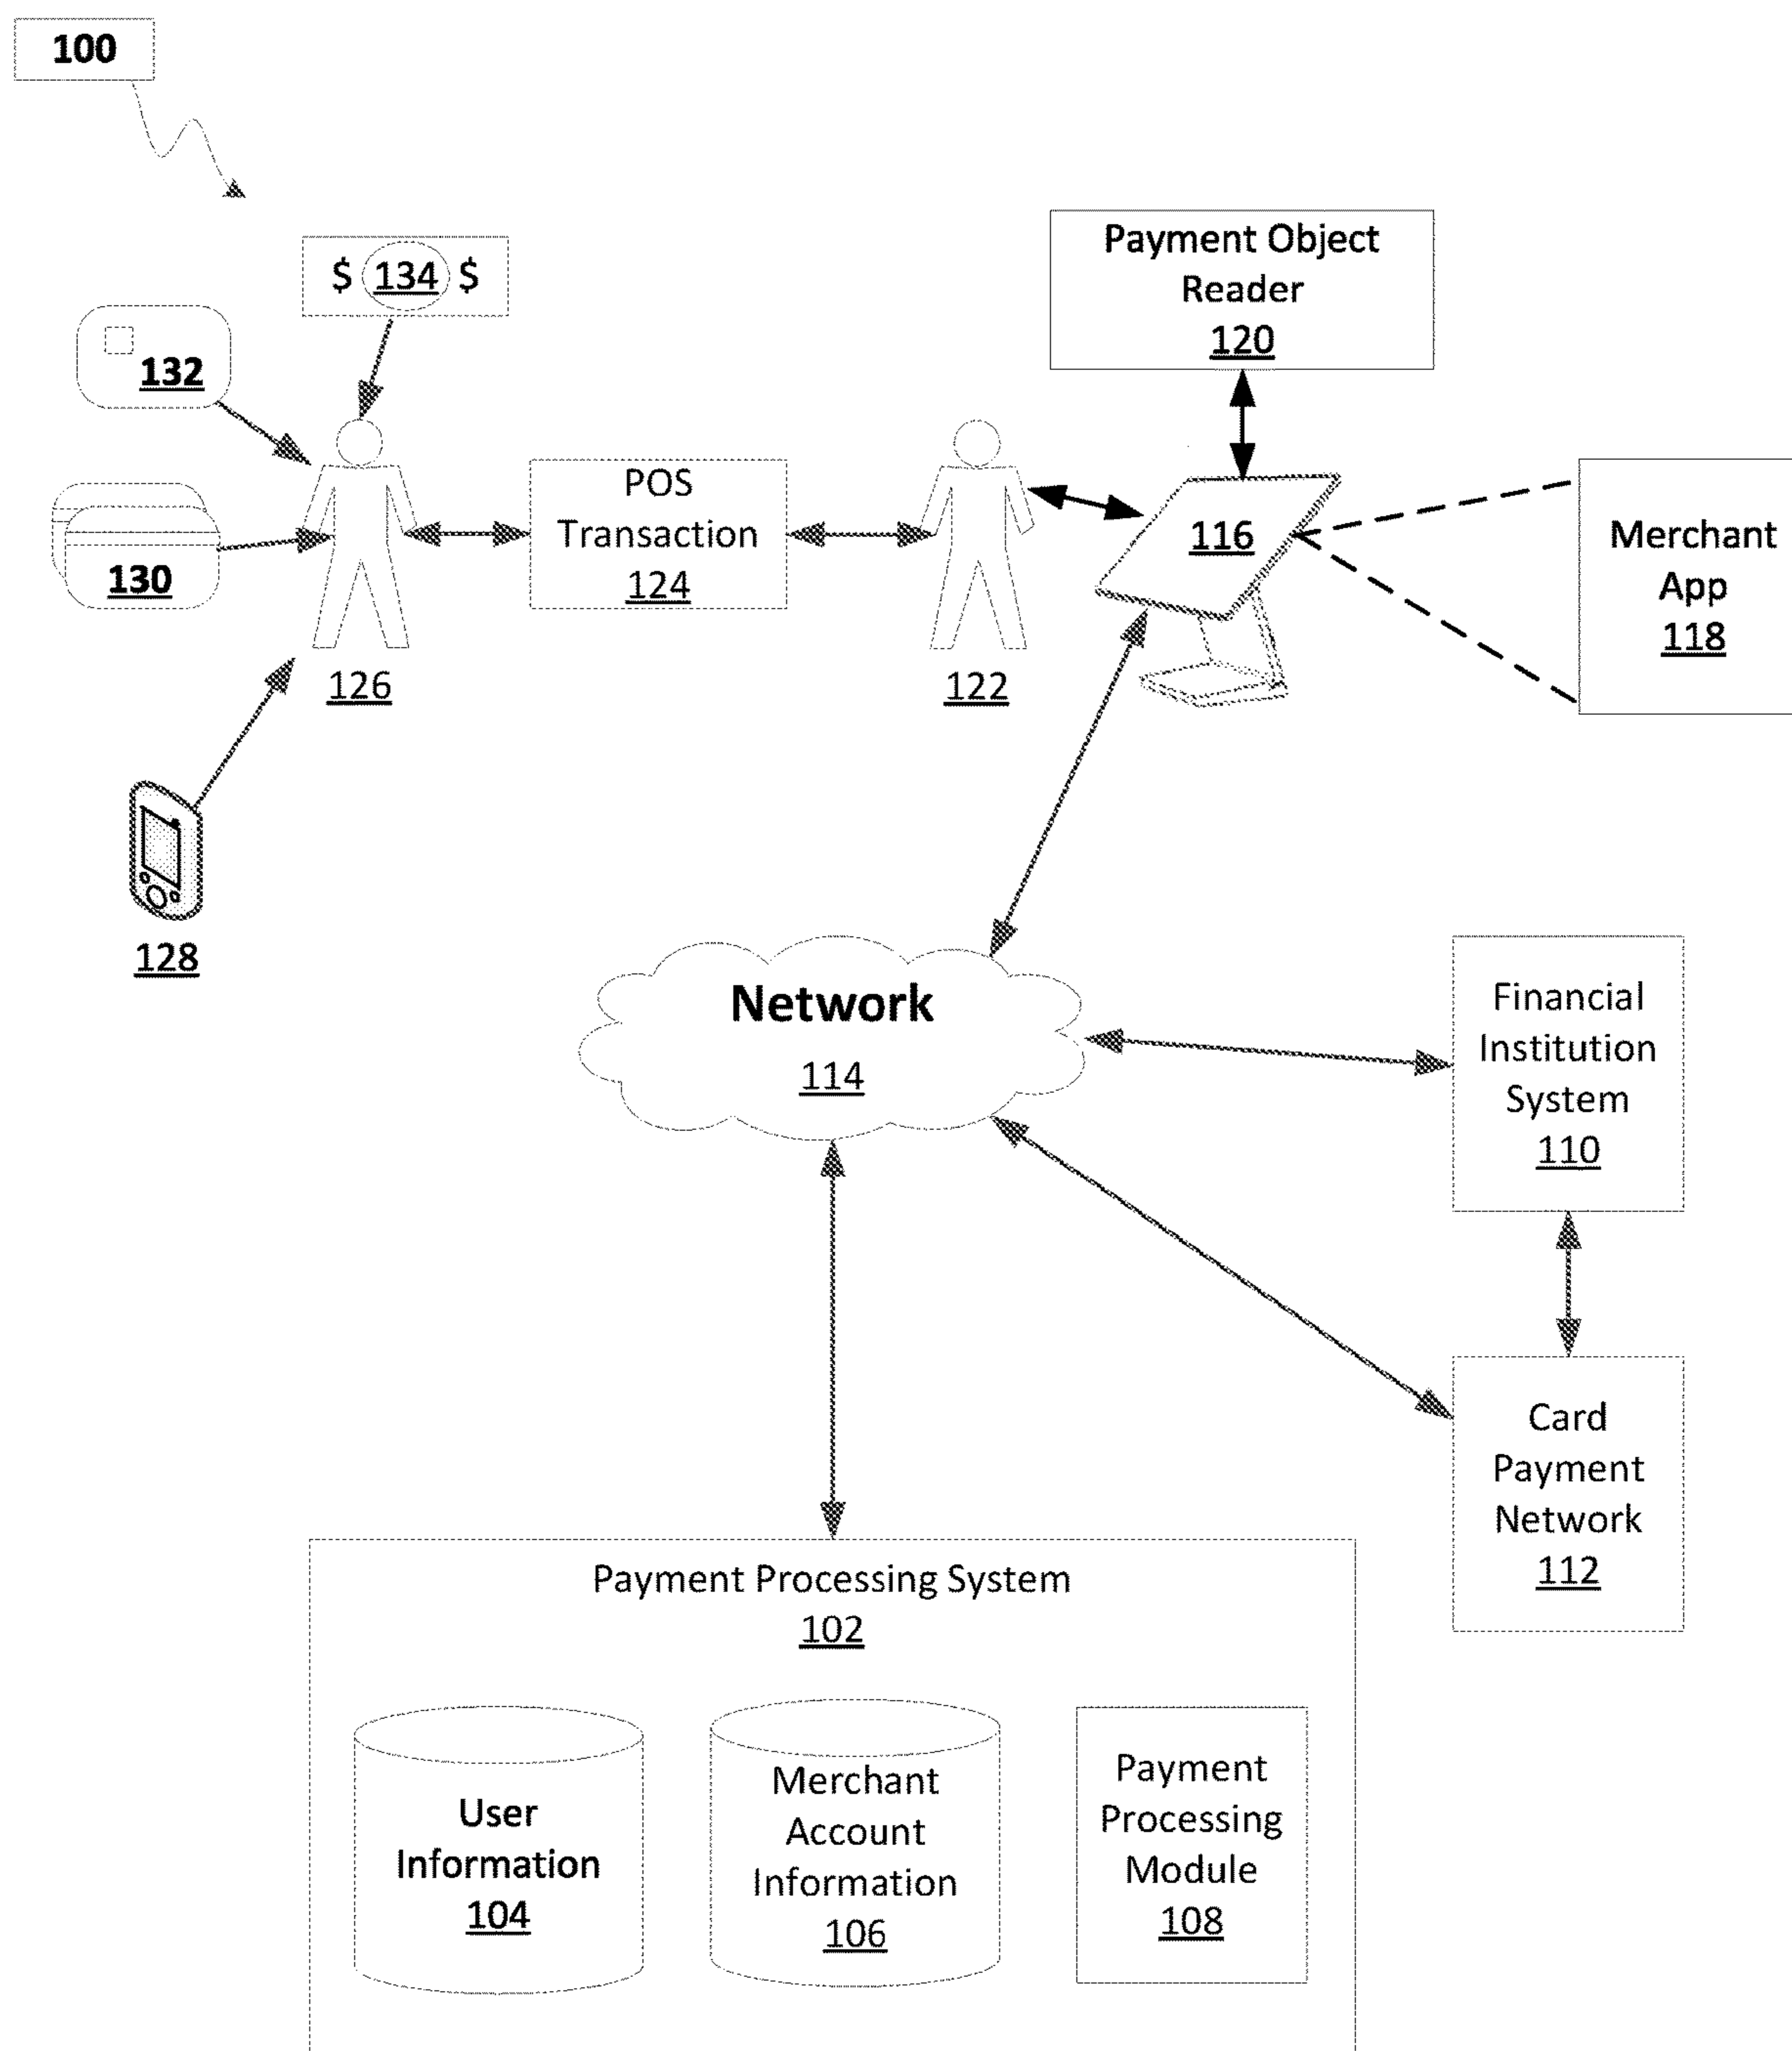 100
$ 134 $
132
130
126
128
POS
Transaction
124
122
Payment Object
Reader
120
116
Merchant
App
118
Network
114
Financial
Institution
System
110
Card
Payment
Network
112
Payment Processing System
102
User
Information
104
Merchant
Account
Information
106
Payment
Processing
Module
108